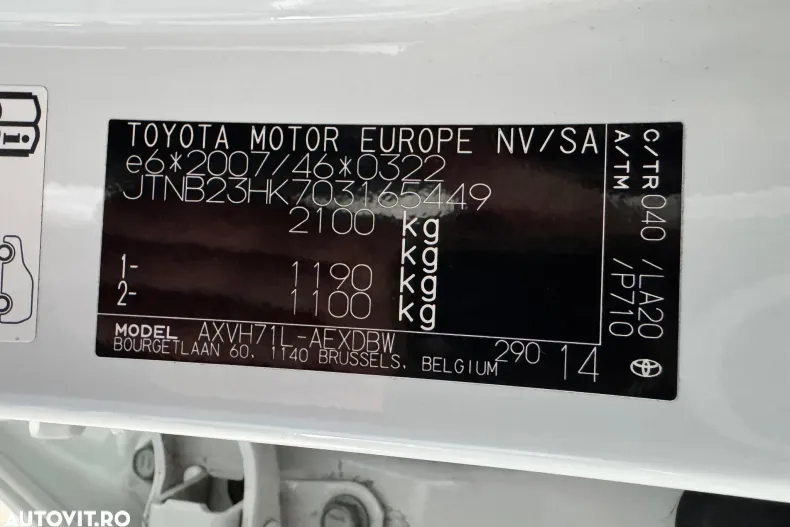 TOYOTA MOTOR EUROPE NV/SA
e6*2007/46*0322
JTNB23HK703165449
2100 kg
kg
1- 1190 kg
2- 1100 kg
MODEL AXVH71L-AEXDBW
BOURGETLAAN 60, 1140 BRUSSELS, BELGIUM
290 14
C/TR 040 /LA20
A/TM /P710
AUTOVIT.RO